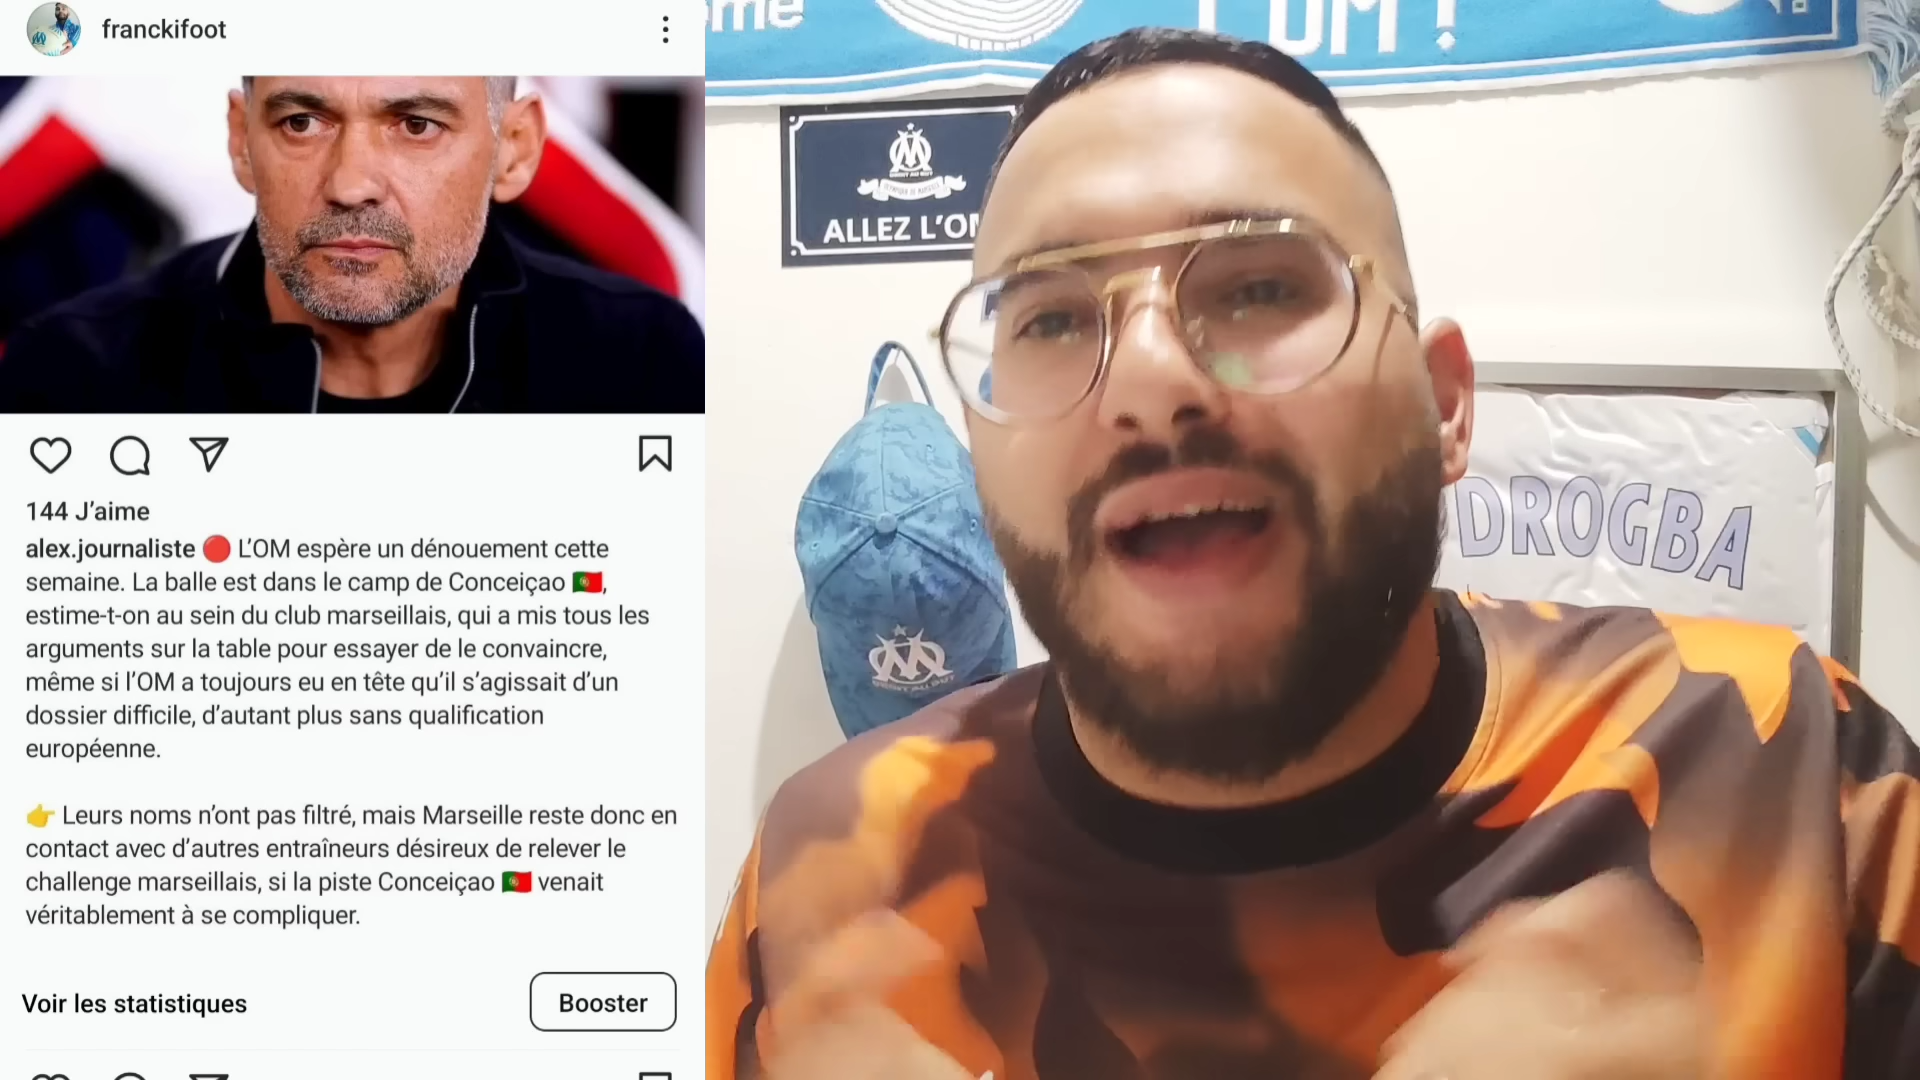 franckifoot
144 J’aime
alex.journaliste 🔴 L’OM espère un dénouement cette
semaine. La balle est dans le camp de Conceiçao 🇵🇹,
estime-t-on au sein du club marseillais, qui a mis tous les
arguments sur la table pour essayer de le convaincre,
même si l’OM a toujours eu en tête qu’il s’agissait d’un
dossier difficile, d’autant plus sans qualification
européenne.
👉 Leurs noms n’ont pas filtré, mais Marseille reste donc en
contact avec d’autres entraîneurs désireux de relever le
challenge marseillais, si la piste Conceiçao 🇵🇹 venait
véritablement à se compliquer.
Voir les statistiques
Booster
OM !
ALLEZ L’OM
DROGBA